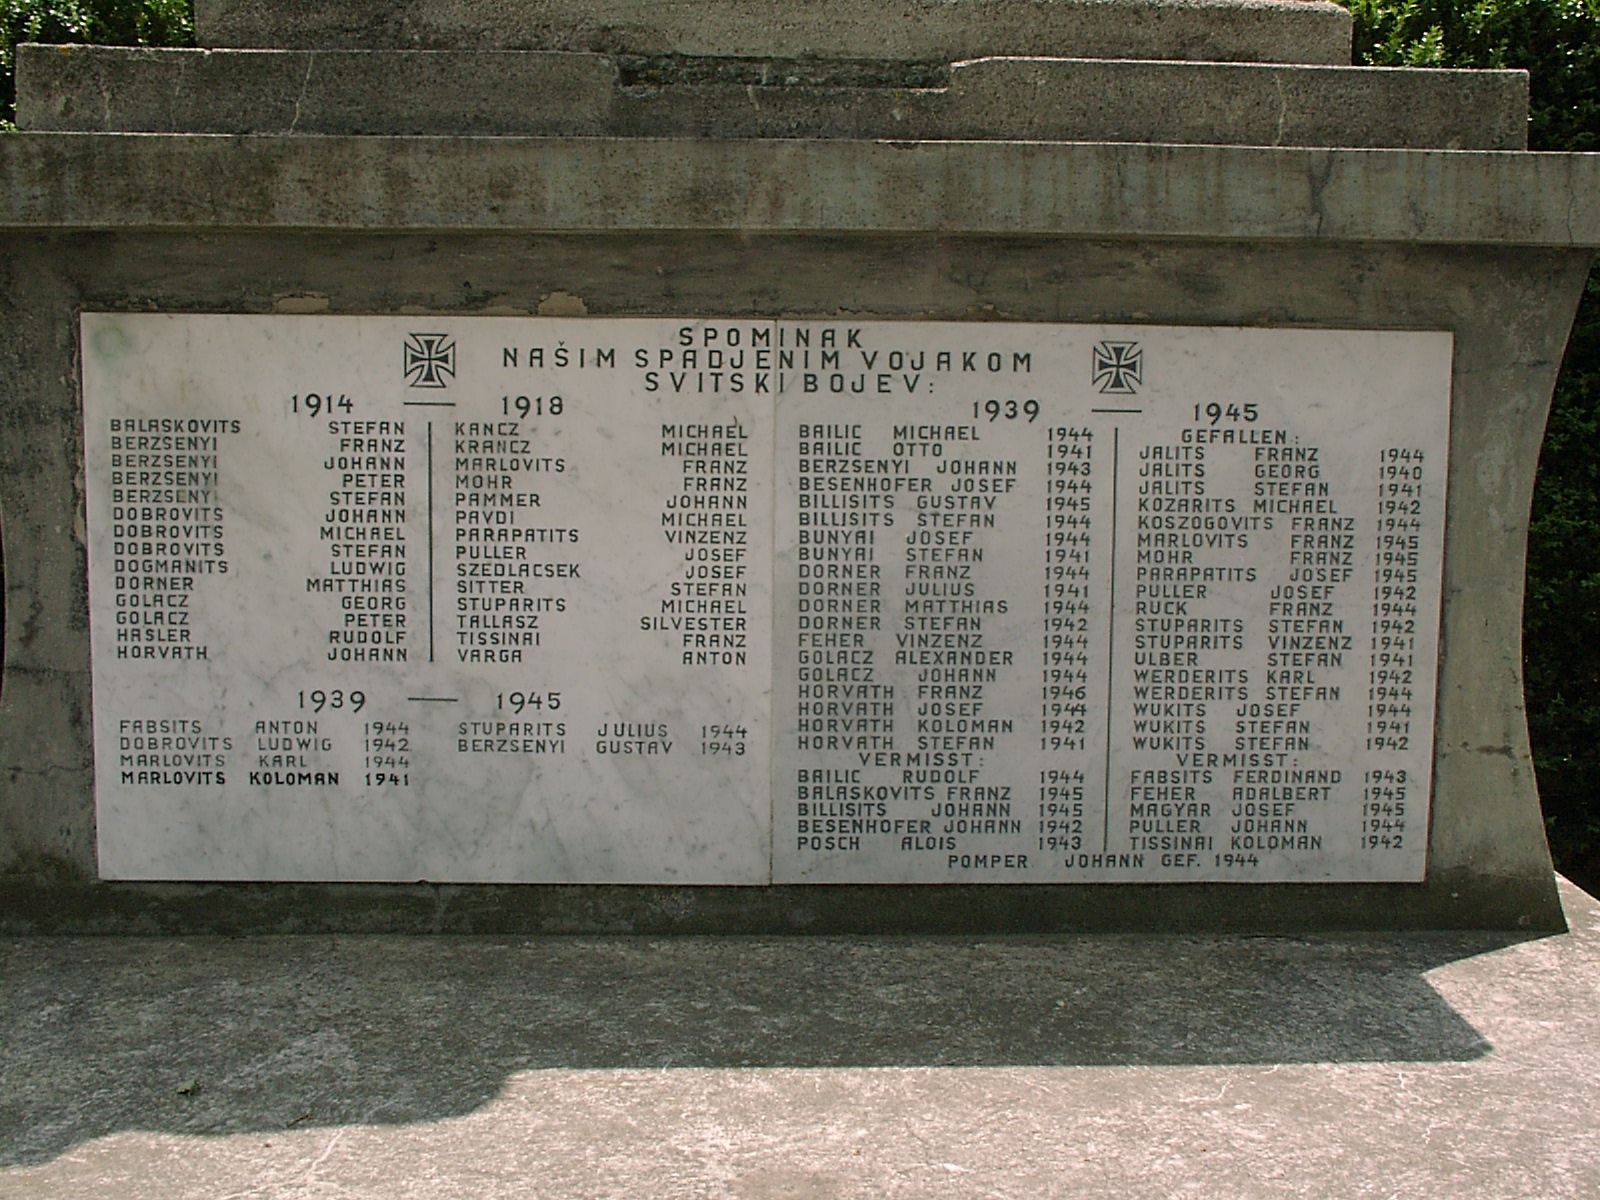 SPOMINAK
NAŠIM SPADJENIM VOJAKOM
SVITSKI BOJEV:
1914 — 1918
BALASKOVITS STEFAN
BERZSENYI FRANZ
BERZSENYI JOHANN
BERZSENYI PETER
BERZSENYI STEFAN
DOBROVITS JOHANN
DOBROVITS MICHAEL
DOBROVITS STEFAN
DOGMANITS LUDWIG
DORNER MATTHIAS
GOLACZ GEORG
GOLACZ PETER
HASLER RUDOLF
HORVATH JOHANN
KANCZ MICHAEL
KRANCZ MICHAEL
MARLOVITS FRANZ
MOHR FRANZ
PAMMER JOHANN
PAVDI MICHAEL
PARAPATITS VINZENZ
PULLER JOSEF
SZEDLACSEK JOSEF
SITTER STEFAN
STUPARITS MICHAEL
TALLASZ SILVESTER
TISSINAI FRANZ
VARGA ANTON
1939 — 1945
FABSITS ANTON 1944
DOBROVITS LUDWIG 1942
MARLOVITS KARL 1944
MARLOVITS KOLOMAN 1941
STUPARITS JULIUS 1944
BERZSENYI GUSTAV 1943
1939 — 1945
BAILIC MICHAEL 1944
BAILIC OTTO 1941
BERZSENYI JOHANN 1943
BESENHOFER JOSEF 1944
BILLISITS GUSTAV 1945
BILLISITS STEFAN 1944
BUNYAI JOSEF 1944
BUNYAI STEFAN 1941
DORNER FRANZ 1944
DORNER JULIUS 1941
DORNER MATTHIAS 1944
DORNER STEFAN 1942
FEHER VINZENZ 1944
GOLACZ ALEXANDER 1944
GOLACZ JOHANN 1944
HORVATH FRANZ 1946
HORVATH JOSEF 1944
HORVATH KOLOMAN 1942
HORVATH STEFAN 1941
VERMISST:
BAILIC RUDOLF 1944
BALASKOVITS FRANZ 1945
BILLISITS JOHANN 1945
BESENHOFER JOHANN 1942
POSCH ALOIS 1943
GEFALLEN:
JALITS FRANZ 1944
JALITS GEORG 1940
JALITS STEFAN 1941
KOZARITS MICHAEL 1942
KOSZOGOVITS FRANZ 1944
MARLOVITS FRANZ 1945
MOHR FRANZ 1945
PARAPATITS JOSEF 1945
PULLER JOSEF 1942
RUCK FRANZ 1944
STUPARITS STEFAN 1942
STUPARITS VINZENZ 1941
ULBER STEFAN 1941
WERDERITS KARL 1942
WERDERITS STEFAN 1944
WUKITS JOSEF 1944
WUKITS STEFAN 1941
WUKITS STEFAN 1942
VERMISST:
FABSITS FERDINAND 1943
FEHER ADALBERT 1945
MAGYAR JOSEF 1945
PULLER JOHANN 1944
TISSINAI KOLOMAN 1942
POMPER JOHANN GEF. 1944